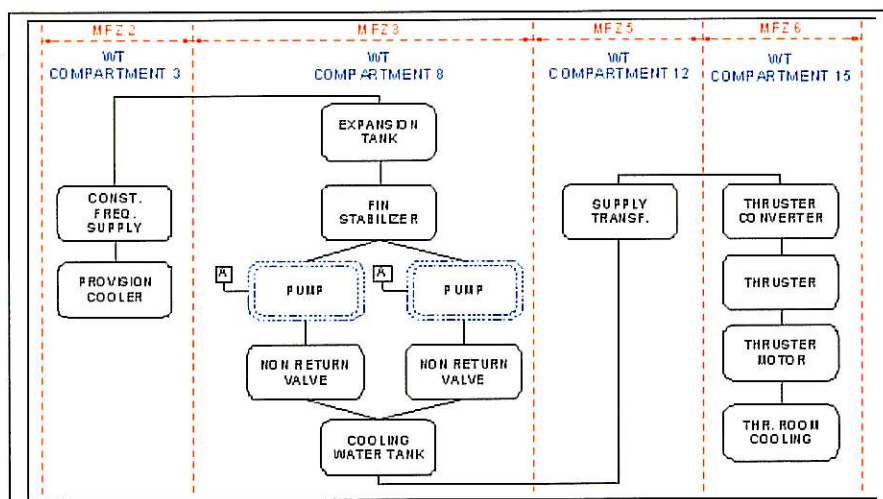 MFZ 2
MFZ 3
MFZ 5
MFZ 6
WT
COMPARTMENT 3
WT
COMPARTMENT 8
WT
COMPARTMENT 12
WT
COMPARTMENT 15
EXPANSION
TANK
CONST.
FREQ.
SUPPLY
FIN
STABILIZER
SUPPLY
TRANSF.
THRUSTER
CONVERTER
PROVISION
COOLER
A
PUMP
A
PUMP
THRUSTER
NON RETURN
VALVE
NON RETURN
VALVE
THRUSTER
MOTOR
COOLING
WATER TANK
THR. ROOM
COOLING